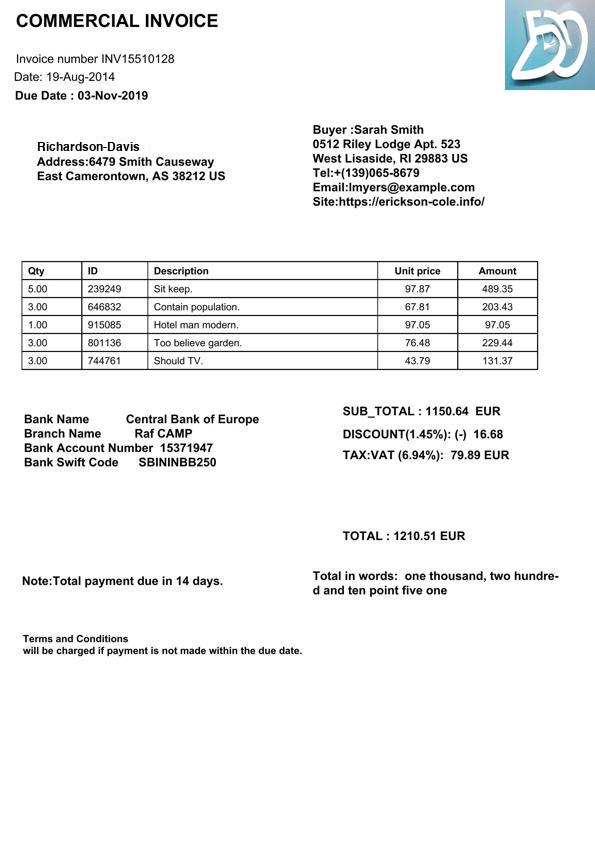 COMMERCIAL INVOICE
Invoice number INV15510128
Date: 19-Aug-2014
Due Date : 03-Nov-2019
Richardson-Davis
Address:6479 Smith Causeway
East Camerontown, AS 38212 US
Buyer :Sarah Smith
0512 Riley Lodge Apt. 523
West Lisaside, RI 29883 US
Tel:+(139)065-8679
Email:lmyers@example.com
Site:https://erickson-cole.info/
Qty ID Description Unit price Amount
5.00 239249 Sit keep. 97.87 489.35
3.00 646832 Contain population. 67.81 203.43
1.00 915085 Hotel man modern. 97.05 97.05
3.00 801136 Too believe garden. 76.48 229.44
3.00 744761 Should TV. 43.79 131.37
Bank Name Central Bank of Europe
Branch Name Raf CAMP
Bank Account Number 15371947
Bank Swift Code SBININBB250
SUB_TOTAL : 1150.64 EUR
DISCOUNT(1.45%): (-) 16.68
TAX:VAT (6.94%): 79.89 EUR
TOTAL : 1210.51 EUR
Note:Total payment due in 14 days.
Total in words: one thousand, two hundre-
d and ten point five one
Terms and Conditions
will be charged if payment is not made within the due date.